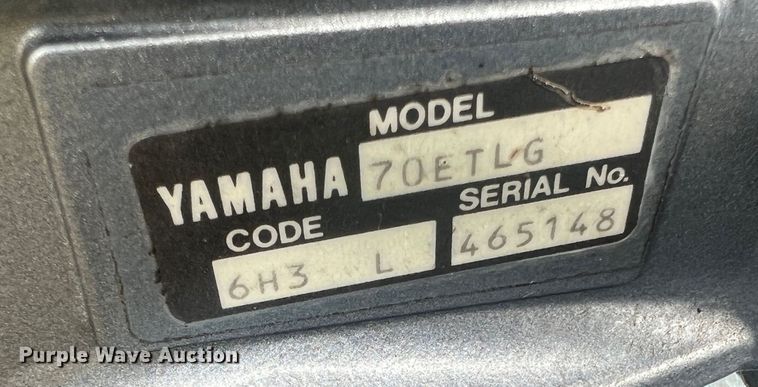 MODEL
YAMAHA 70ETLG
CODE SERIAL No.
6H3 L 465148
Purple Wave Auction